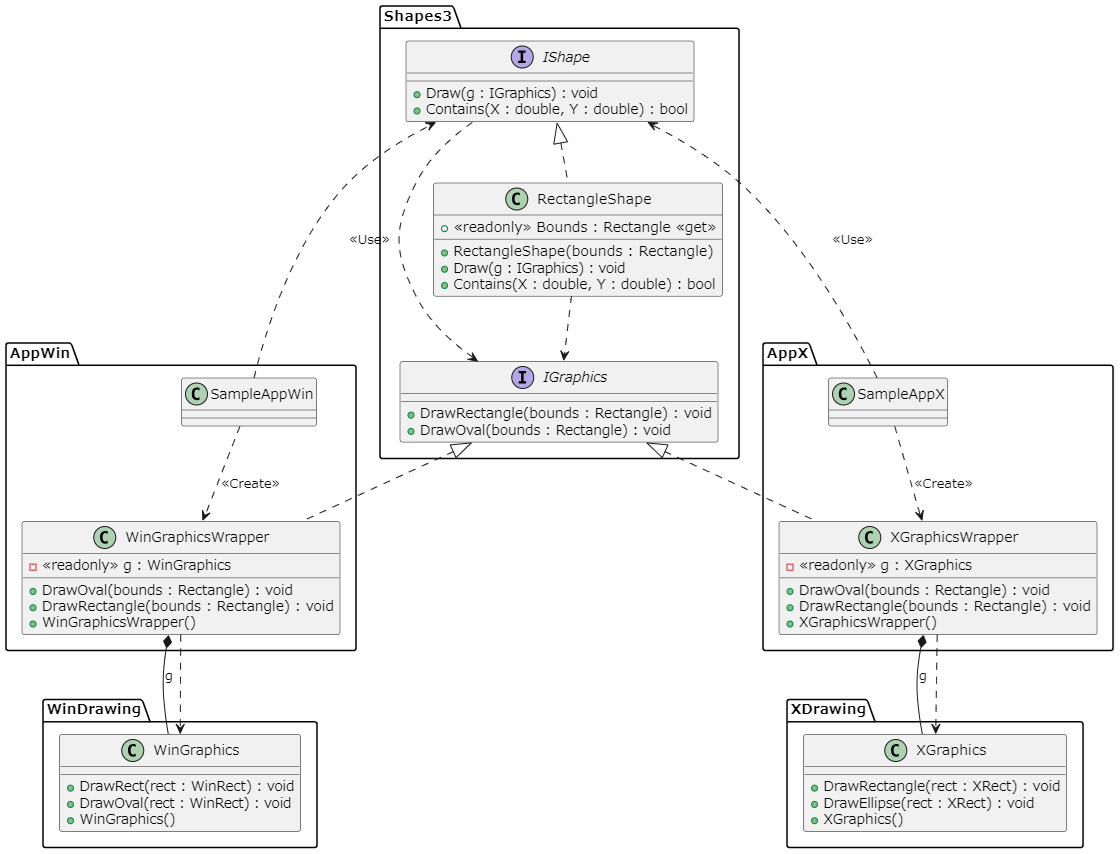 Shapes3
I IShape
Draw(g : IGraphics) : void
Contains(X : double, Y : double) : bool
C RectangleShape
«readonly» Bounds : Rectangle «get»
RectangleShape(bounds : Rectangle)
Draw(g : IGraphics) : void
Contains(X : double, Y : double) : bool
«Use»
«Use»
I IGraphics
DrawRectangle(bounds : Rectangle) : void
DrawOval(bounds : Rectangle) : void
AppWin
C SampleAppWin
«Create»
C WinGraphicsWrapper
«readonly» g : WinGraphics
DrawOval(bounds : Rectangle) : void
DrawRectangle(bounds : Rectangle) : void
WinGraphicsWrapper()
g
WinDrawing
C WinGraphics
DrawRect(rect : WinRect) : void
DrawOval(rect : WinRect) : void
WinGraphics()
AppX
C SampleAppX
«Create»
C XGraphicsWrapper
«readonly» g : XGraphics
DrawOval(bounds : Rectangle) : void
DrawRectangle(bounds : Rectangle) : void
XGraphicsWrapper()
g
XDrawing
C XGraphics
DrawRectangle(rect : XRect) : void
DrawEllipse(rect : XRect) : void
XGraphics()